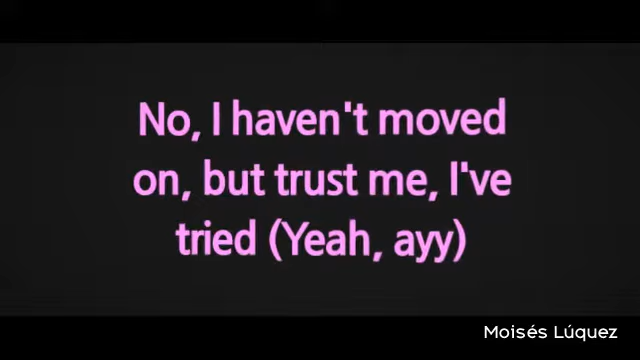 No, I haven't moved
on, but trust me, I've
tried (Yeah, ayy)
Moisés Lúquez